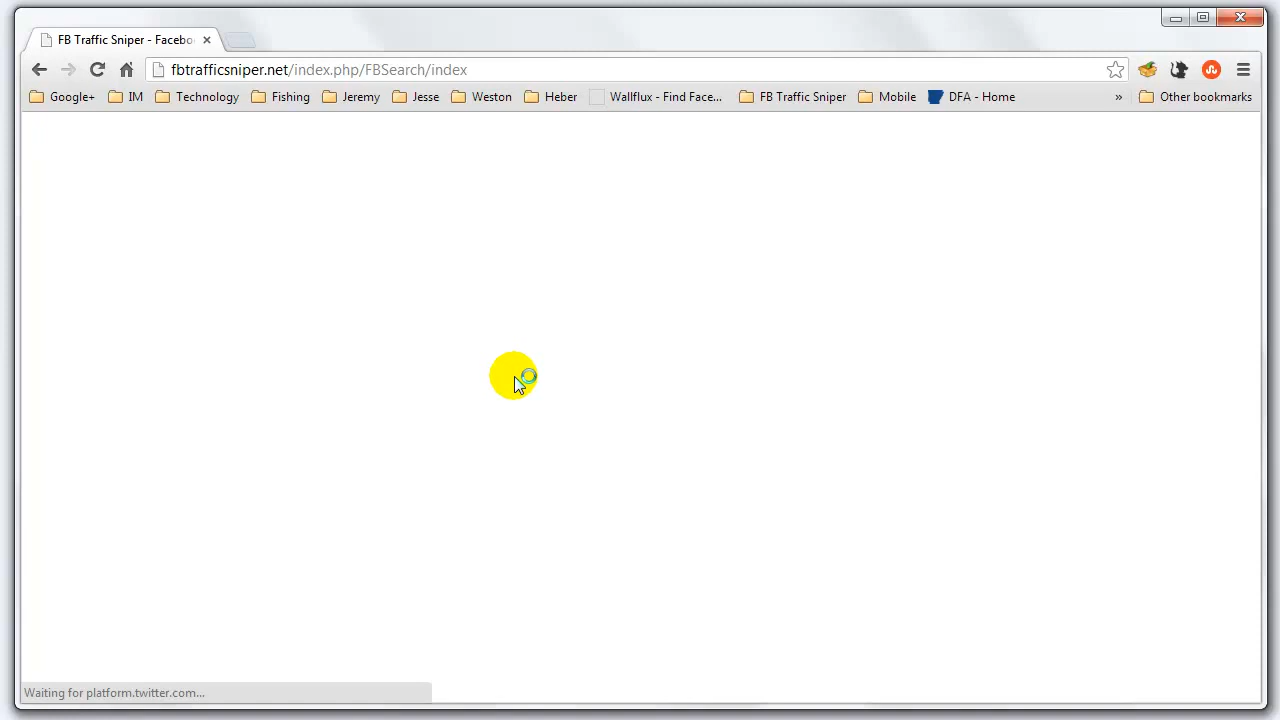 FB Traffic Sniper - Facebo
fbtrafficsniper.net/index.php/FBSearch/index
Google+ IM Technology Fishing Jeremy Jesse Weston Heber Wallflux - Find Face... FB Traffic Sniper Mobile DFA - Home » Other bookmarks
Waiting for platform.twitter.com...